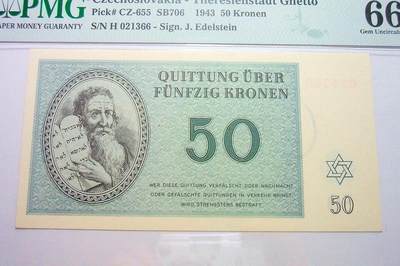 PMG
PAPER MONEY GUARANTY
Czechoslovakia - Theresienstadt Ghetto
Pick# CZ-655 SB706 1943 50 Kronen
S/N H 021366 - Sign. J. Edelstein
66
Gem Uncirculated
QUITTUNG ÜBER
FÜNFZIG KRONEN
50
WER DIESE QUITTUNG VERFÄLSCHT ODER NACHMACHT
ODER GEFÄLSCHTE QUITTUNGEN IN VERKEHR BRINGT,
WIRD STRENGSTENS BESTRAFT.
50